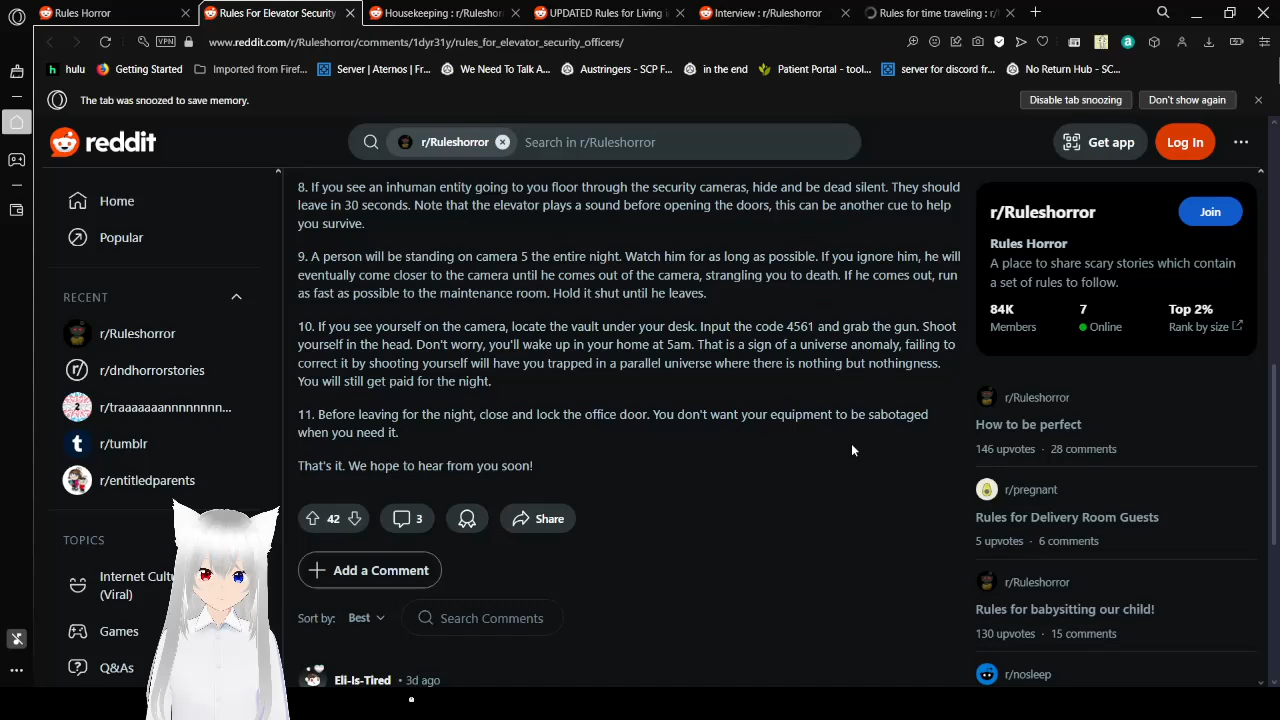 Rules Horror
Rules For Elevator Security
Housekeeping : r/Ruleshorror
UPDATED Rules for Living i
Interview : r/Ruleshorror
Rules for time traveling : r/
VPN
www.reddit.com/r/Ruleshorror/comments/1dyr31y/rules_for_elevator_security_officers/
hulu
Getting Started
Imported from Firef...
Server | Aternos | Fr...
We Need To Talk A...
Austringers - SCP F...
in the end
Patient Portal - tool...
server for discord fr...
No Return Hub - SC...
The tab was snoozed to save memory.
Disable tab snoozing
Don't show again
reddit
r/Ruleshorror
Search in r/Ruleshorror
Get app
Log In
Home
Popular
RECENT
r/Ruleshorror
r/dndhorrorstories
r/traaaaaaannnnnnnn...
r/tumblr
r/entitledparents
TOPICS
Internet Cult
(Viral)
Games
Q&As
8. If you see an inhuman entity going to you floor through the security cameras, hide and be dead silent. They should
leave in 30 seconds. Note that the elevator plays a sound before opening the doors, this can be another cue to help
you survive.
9. A person will be standing on camera 5 the entire night. Watch him for as long as possible. If you ignore him, he will
eventually come closer to the camera until he comes out of the camera, strangling you to death. If he comes out, run
as fast as possible to the maintenance room. Hold it shut until he leaves.
10. If you see yourself on the camera, locate the vault under your desk. Input the code 4561 and grab the gun. Shoot
yourself in the head. Don't worry, you'll wake up in your home at 5am. That is a sign of a universe anomaly, failing to
correct it by shooting yourself will have you trapped in a parallel universe where there is nothing but nothingness.
You will still get paid for the night.
11. Before leaving for the night, close and lock the office door. You don't want your equipment to be sabotaged
when you need it.
That's it. We hope to hear from you soon!
42
3
Share
Add a Comment
Sort by:
Best
Search Comments
Eli-Is-Tired • 3d ago
r/Ruleshorror
Join
Rules Horror
A place to share scary stories which contain
a set of rules to follow.
84K
7
Top 2%
Members
Online
Rank by size
r/Ruleshorror
How to be perfect
146 upvotes · 28 comments
r/pregnant
Rules for Delivery Room Guests
5 upvotes · 6 comments
r/Ruleshorror
Rules for babysitting our child!
130 upvotes · 15 comments
r/nosleep